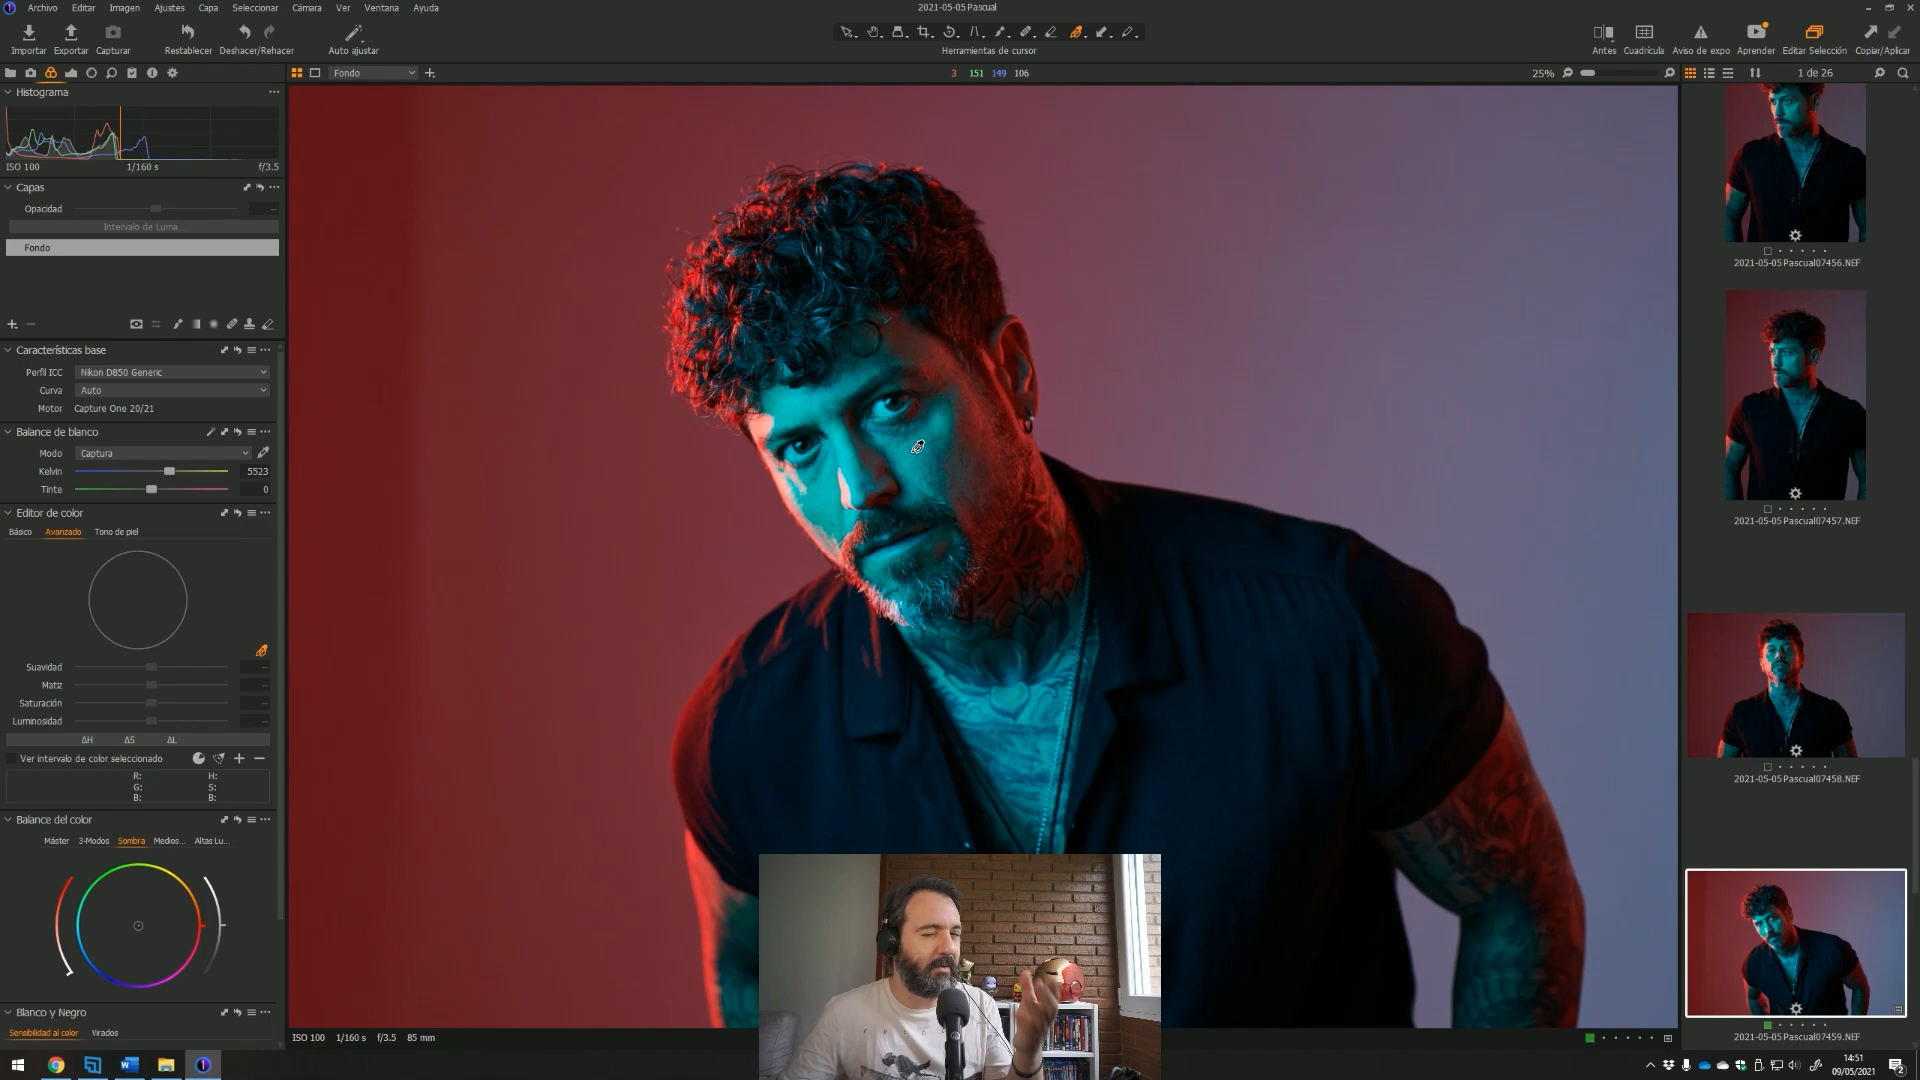 Archivo Editar Imagen Ajustes Capa Seleccionar Cámara Ver Ventana Ayuda
2021-05-05 Pascual
Importar Exportar Capturar Restablecer Deshacer/Rehacer Auto ajustar
Herramientas de cursor
Antes Cuadrícula Aviso de expo Aprender Editar Selección Copiar/Aplicar
Fondo
3 151 149 106
25%
1 de 26
Histograma
ISO 100 1/160 s f/3.5
Capas
Opacidad --
Intervalo de Luma...
Fondo
Características base
Perfil ICC Nikon D850 Generic
Curva Auto
Motor Capture One 20/21
Balance de blanco
Modo Captura
Kelvin 5523
Tinte 0
Editor de color
Básico Avanzado Tono de piel
Suavidad --
Matiz --
Saturación --
Luminosidad --
ΔH ΔS ΔL
Ver intervalo de color seleccionado
R: H:
G: S:
B: B:
Balance del color
Máster 3-Modos Sombra Medios... Altas Lu...
Blanco y Negro
Sensibilidad al color Virados
ISO 100 1/160 s f/3.5 85 mm
2021-05-05 Pascual07456.NEF
2021-05-05 Pascual07457.NEF
2021-05-05 Pascual07458.NEF
2021-05-05 Pascual07459.NEF
14:51
09/05/2021
2